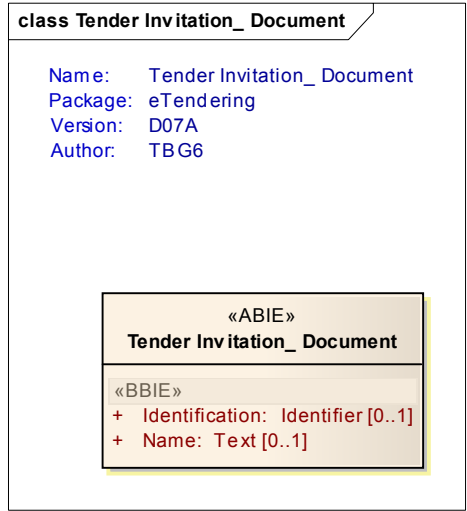 class Tender Invitation_ Document
Name: Tender Invitation_ Document
Package: eTendering
Version: D07A
Author: TBG6
«ABIE»
Tender Invitation_ Document
«BBIE»
+ Identification: Identifier [0..1]
+ Name: Text [0..1]